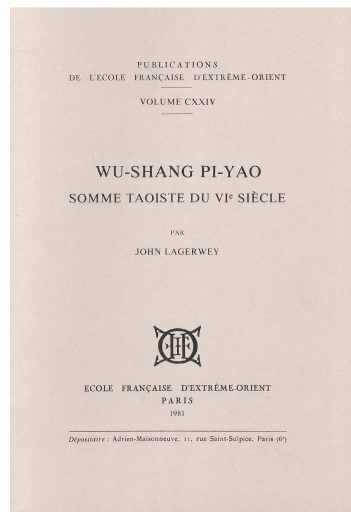 PUBLICATIONS
DE L'ECOLE FRANÇAISE D'EXTRÊME-ORIENT
VOLUME CXXIV
WU-SHANG PI-YAO
SOMME TAOISTE DU VIe SIÈCLE
PAR
JOHN LAGERWEY
ECOLE FRANÇAISE D'EXTRÊME-ORIENT
PARIS
1981
Dépositaire : Adrien-Maisonneuve, 11, rue Saint-Sulpice, Paris (6e)